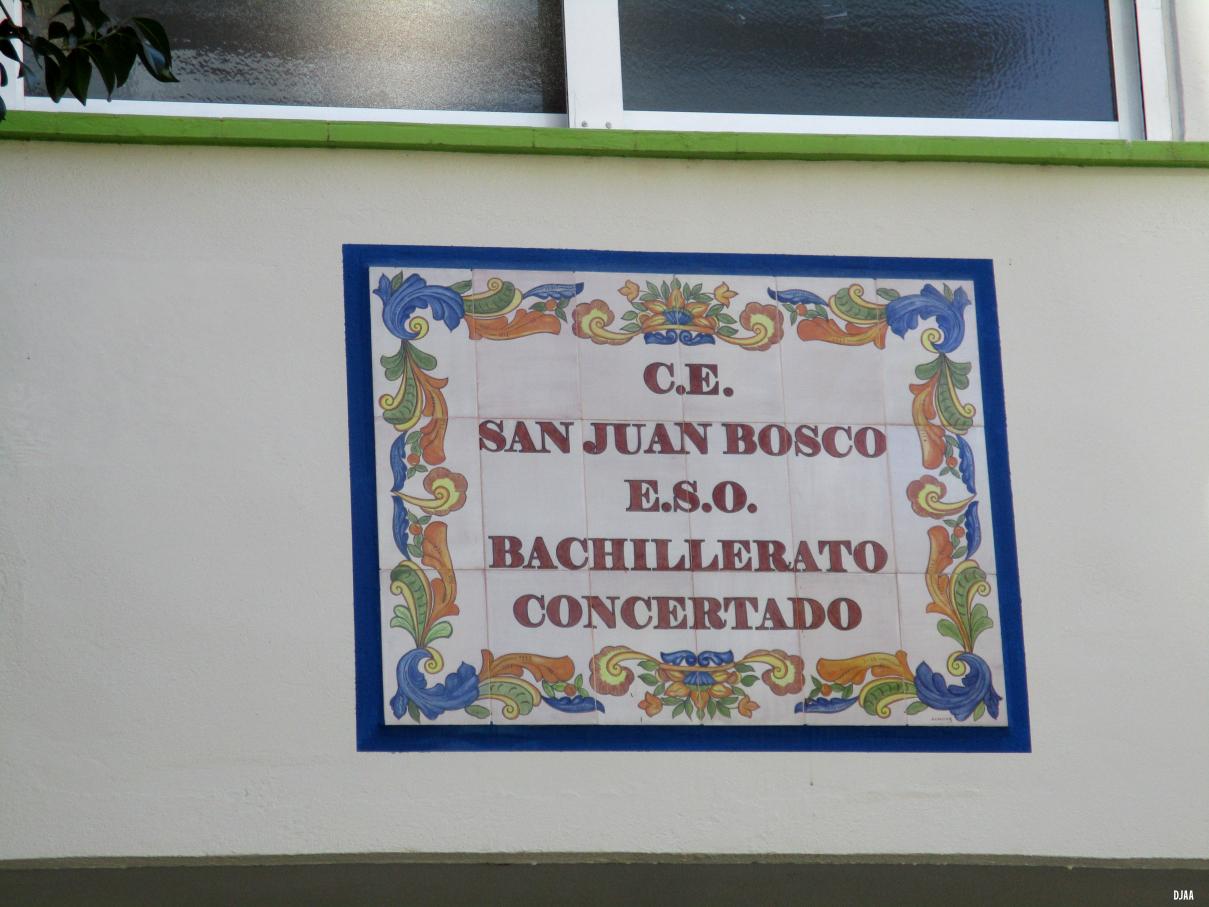 C.E.
SAN JUAN BOSCO
E.S.O.
BACHILLERATO
CONCERTADO
DJAA